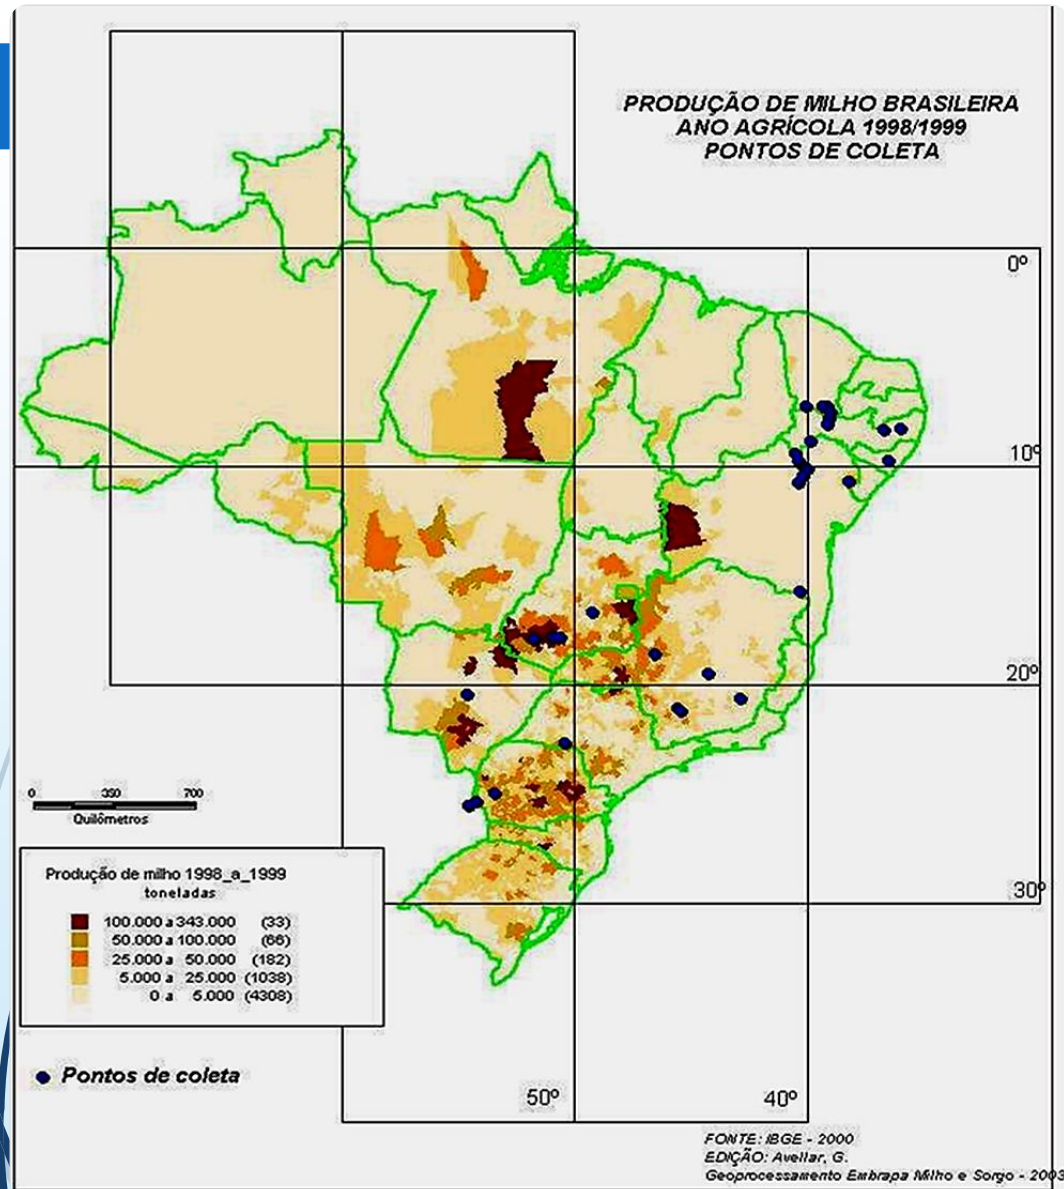 PRODUÇÃO DE MILHO BRASILEIRA
ANO AGRÍCOLA 1998/1999
PONTOS DE COLETA
0º
10º
20º
0 350 700
Quilômetros
Produção de milho 1998_a_1999
toneladas
100.000 a 343.000 (33)
50.000 a 100.000 (66)
25.000 a 50.000 (182)
5.000 a 25.000 (1038)
0 a 5.000 (4308)
30º
Pontos de coleta
50º 40º
FONTE: IBGE - 2000
EDIÇÃO: Avellar, G.
Geoprocessamento Embrapa Milho e Sorgo - 2003